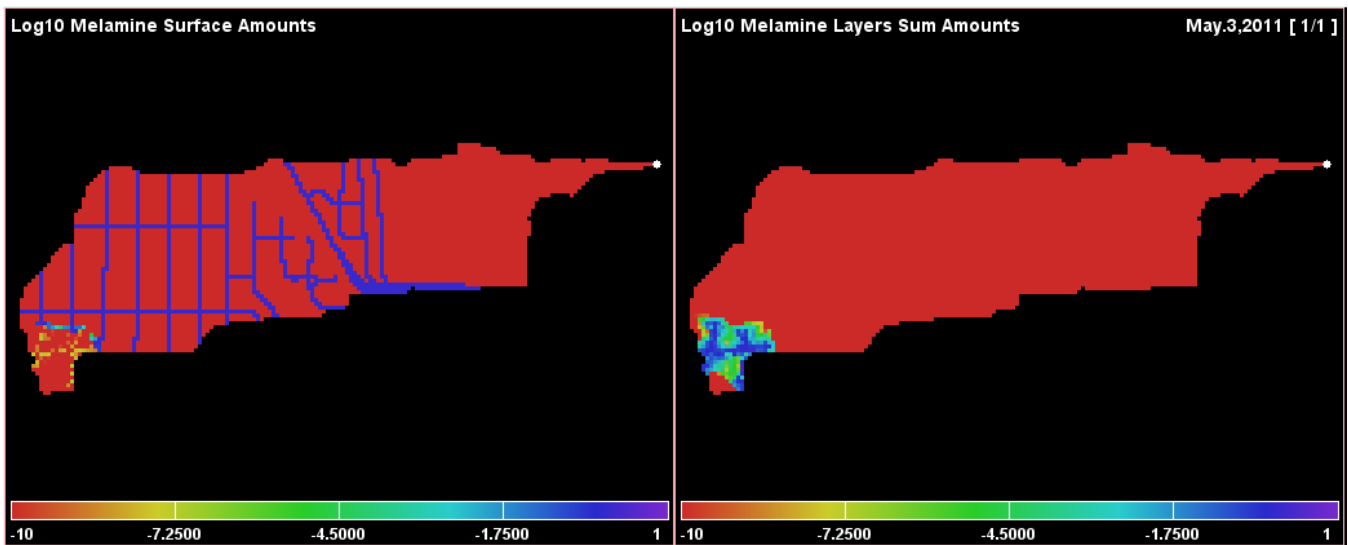 Log10 Melamine Surface Amounts
Log10 Melamine Layers Sum Amounts May.3,2011 [ 1/1 ]
-10 -7.2500 -4.5000 -1.7500 1
-10 -7.2500 -4.5000 -1.7500 1